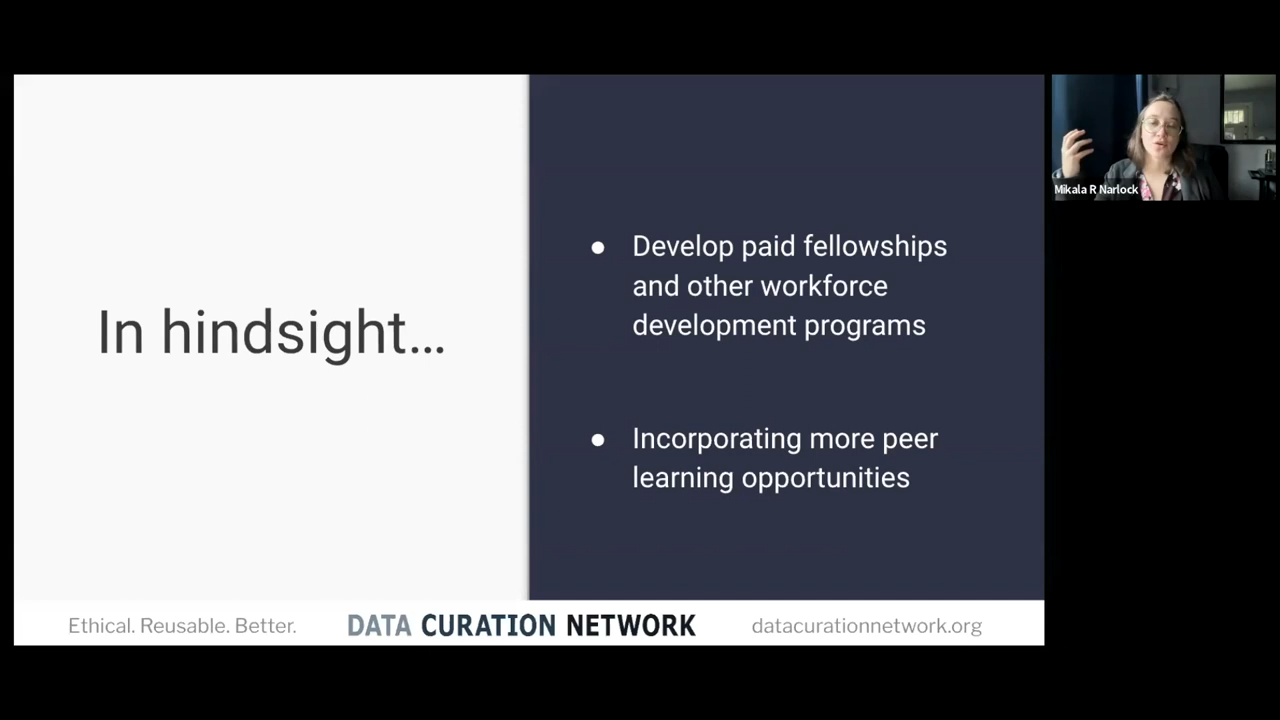 In hindsight...
● Develop paid fellowships
and other workforce
development programs
● Incorporating more peer
learning opportunities
Ethical. Reusable. Better.
DATA CURATION NETWORK
datacurationnetwork.org
Mikala R Narlock